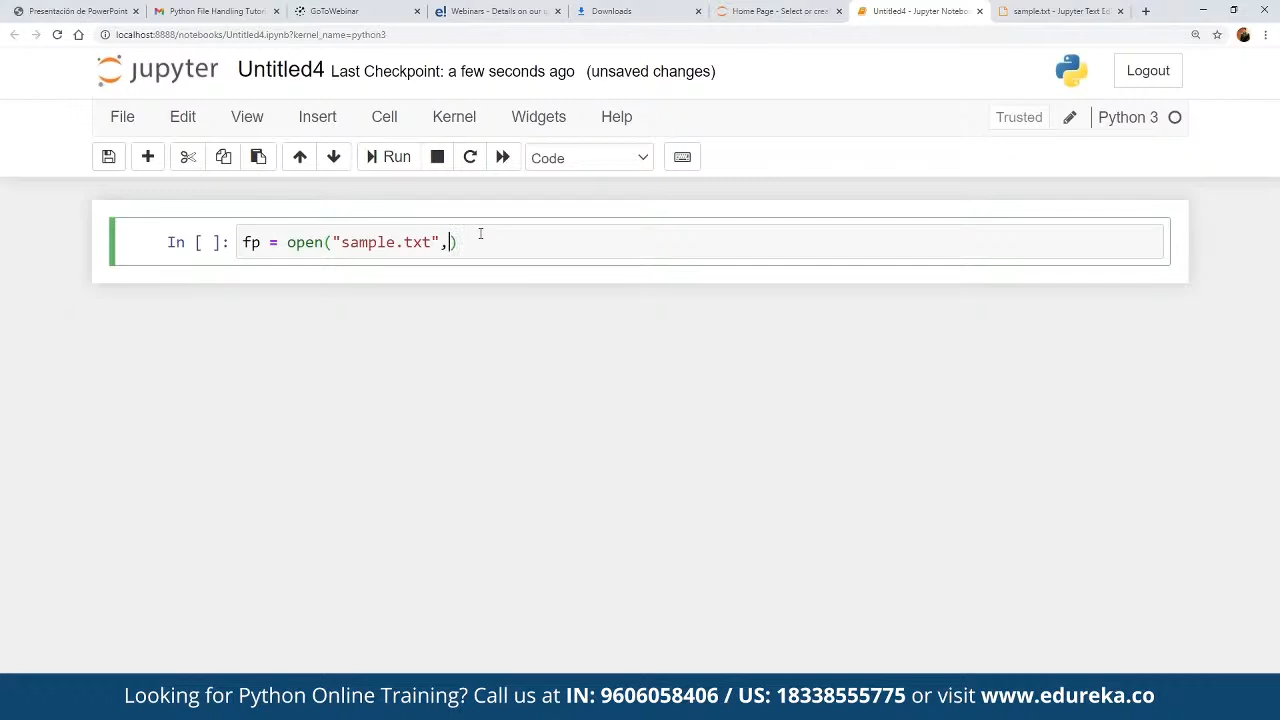 Presentación de PowerPoint
Python File Handling Tutori
GoToWebinar
Webinars - Details on our u
Downloads
Home Page - Select or crea
Untitled4 - Jupyter Notebo
sample.txt - Jupyter Text Ed
localhost:8888/notebooks/Untitled4.ipynb?kernel_name=python3
jupyter Untitled4 Last Checkpoint: a few seconds ago (unsaved changes)
Logout
File Edit View Insert Cell Kernel Widgets Help
Trusted Python 3
Run Code
In [ ]: fp = open("sample.txt",)
Looking for Python Online Training? Call us at IN: 9606058406 / US: 18338555775 or visit www.edureka.co